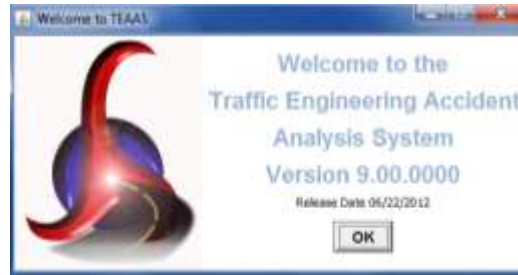 Welcome to TEAAS
Welcome to the
Traffic Engineering Accident
Analysis System
Version 9.00.0000
Release Date 06/22/2012
OK